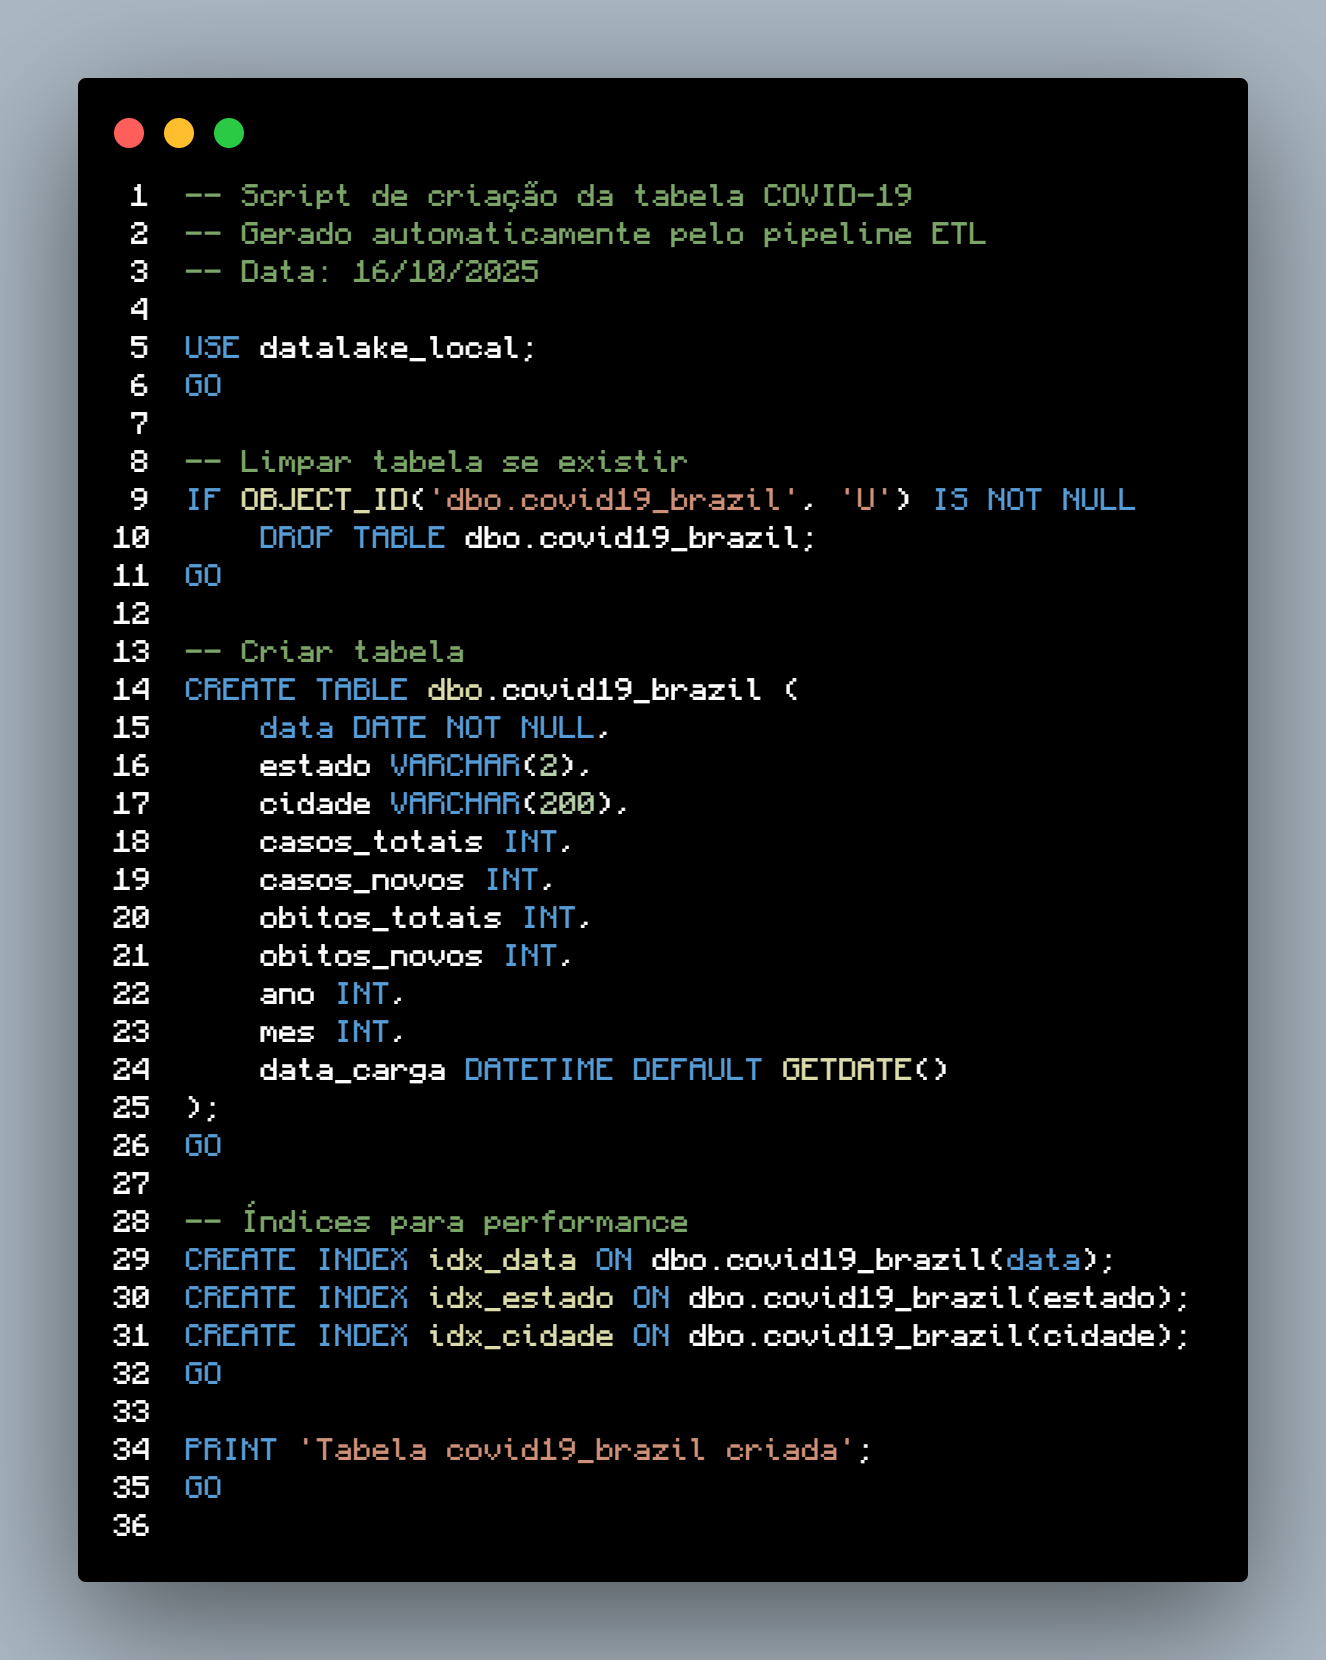 1 -- Script de criação da tabela COVID-19
2 -- Gerado automaticamente pelo pipeline ETL
3 -- Data: 16/10/2025
4
5 USE datalake_local;
6 GO
7
8 -- Limpar tabela se existir
9 IF OBJECT_ID('dbo.covid19_brazil', 'U') IS NOT NULL
10     DROP TABLE dbo.covid19_brazil;
11 GO
12
13 -- Criar tabela
14 CREATE TABLE dbo.covid19_brazil (
15     data DATE NOT NULL,
16     estado VARCHAR(2),
17     cidade VARCHAR(200),
18     casos_totais INT,
19     casos_novos INT,
20     obitos_totais INT,
21     obitos_novos INT,
22     ano INT,
23     mes INT,
24     data_carga DATETIME DEFAULT GETDATE()
25 );
26 GO
27
28 -- Índices para performance
29 CREATE INDEX idx_data ON dbo.covid19_brazil(data);
30 CREATE INDEX idx_estado ON dbo.covid19_brazil(estado);
31 CREATE INDEX idx_cidade ON dbo.covid19_brazil(cidade);
32 GO
33
34 PRINT 'Tabela covid19_brazil criada';
35 GO
36